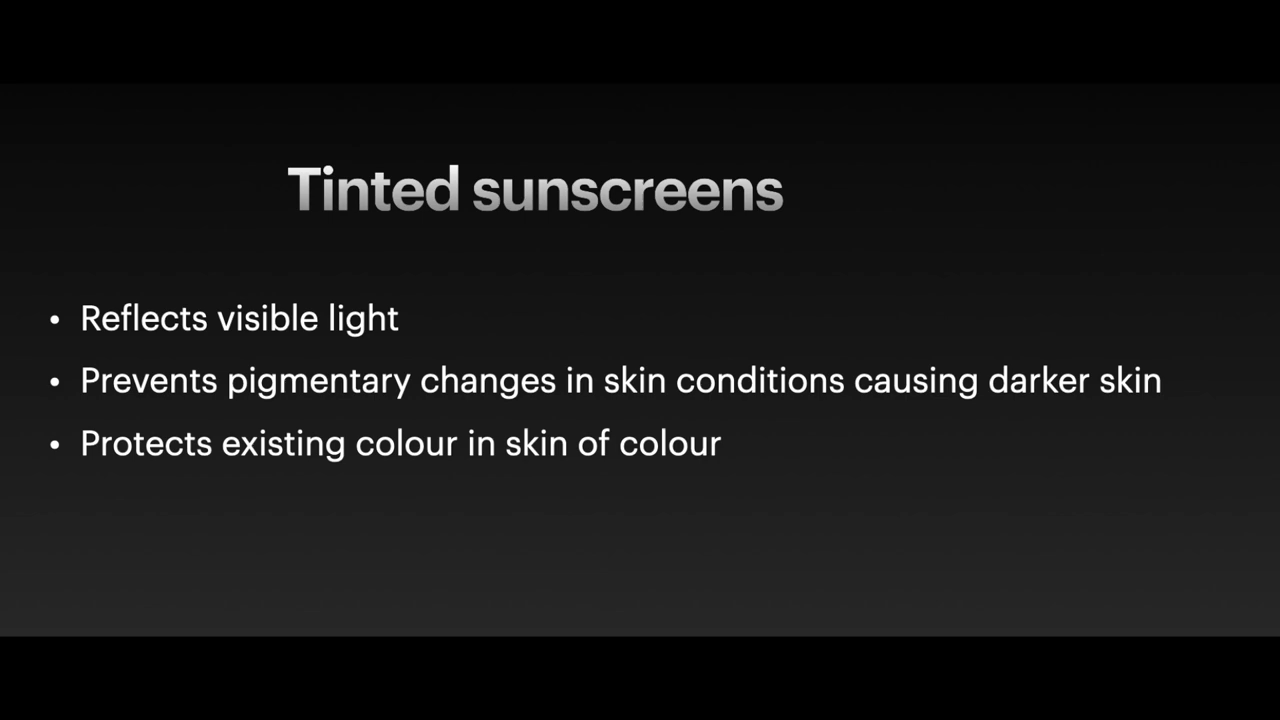 Tinted sunscreens
• Reflects visible light
• Prevents pigmentary changes in skin conditions causing darker skin
• Protects existing colour in skin of colour